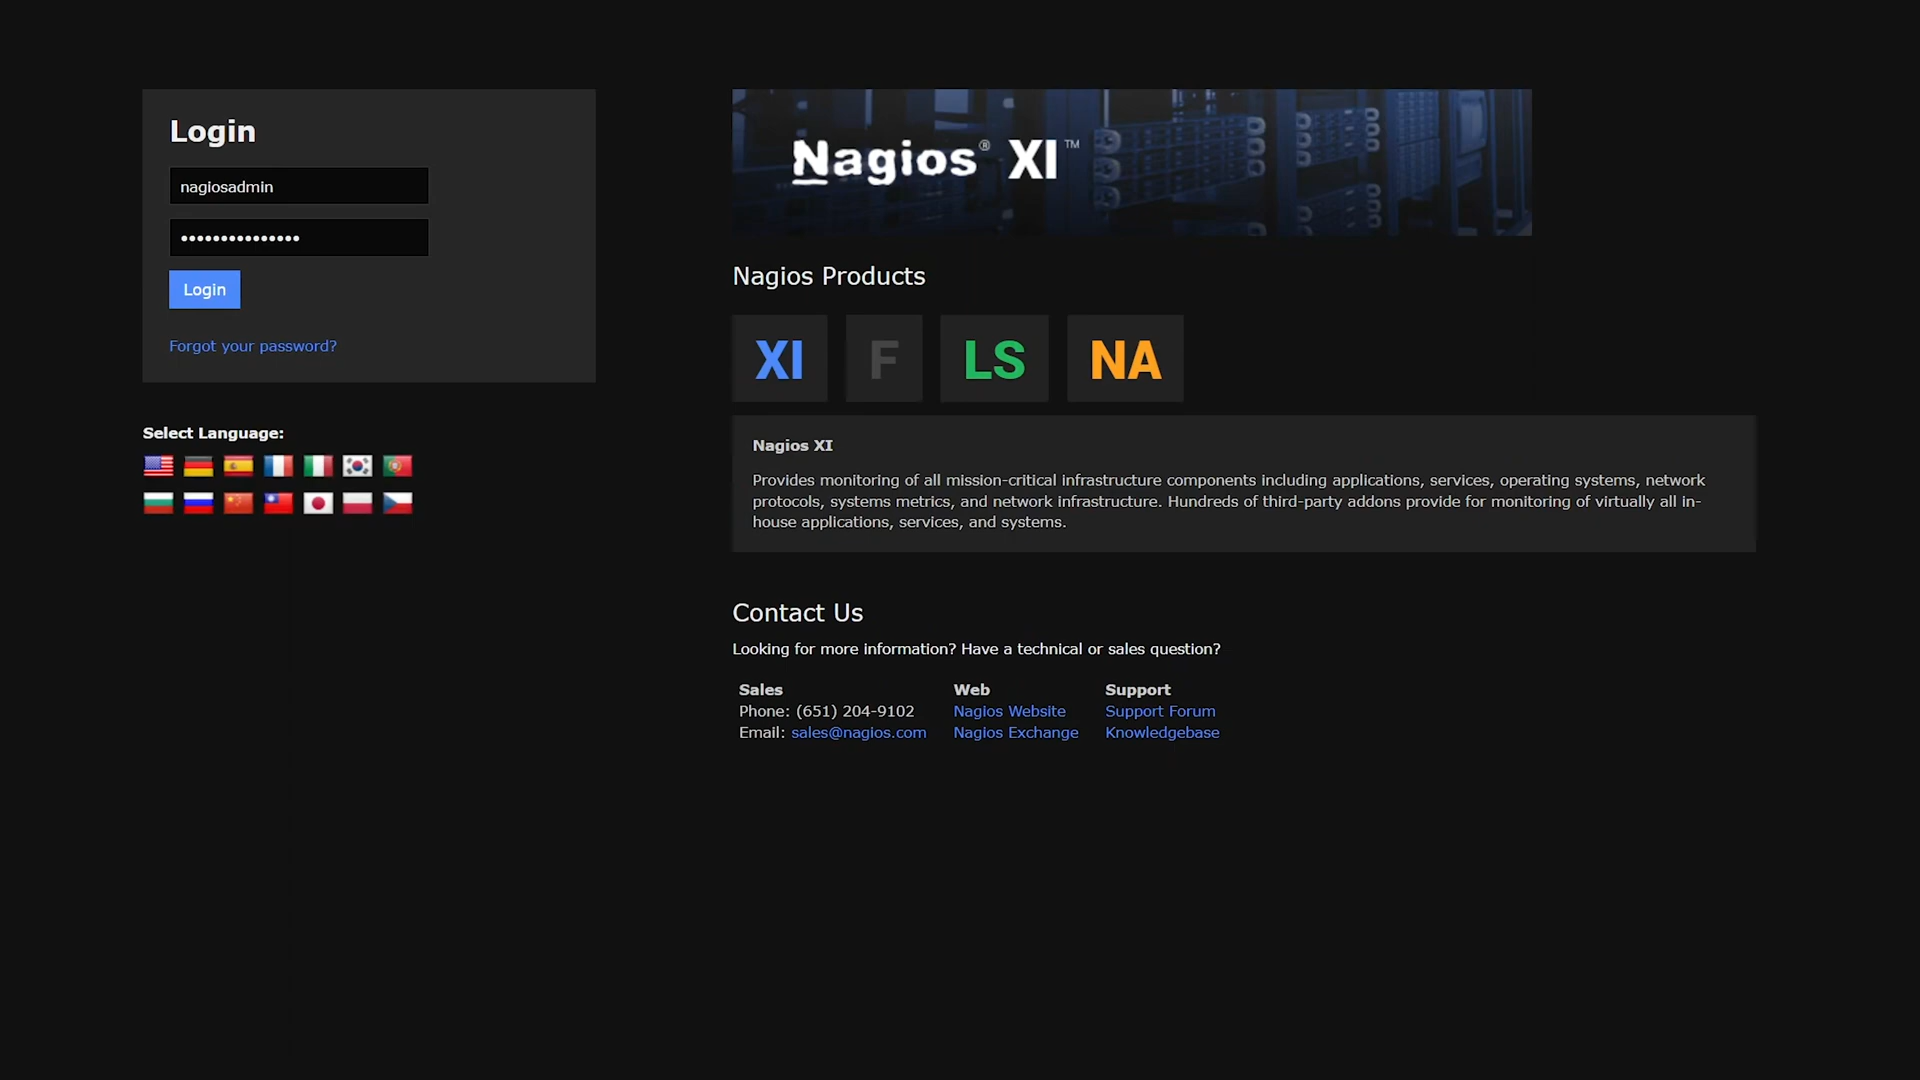 Login
nagiosadmin
•••••••••••••••
Login
Forgot your password?
Select Language:
Nagios® XI™
Nagios Products
XI F LS NA
Nagios XI
Provides monitoring of all mission-critical infrastructure components including applications, services, operating systems, network
protocols, systems metrics, and network infrastructure. Hundreds of third-party addons provide for monitoring of virtually all in-
house applications, services, and systems.
Contact Us
Looking for more information? Have a technical or sales question?
Sales Web Support
Phone: (651) 204-9102 Nagios Website Support Forum
Email: sales@nagios.com Nagios Exchange Knowledgebase